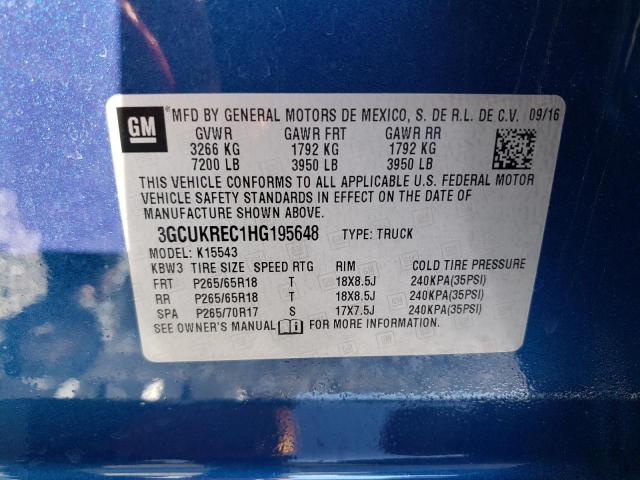 GM *MFD BY GENERAL MOTORS DE MEXICO, S. DE R.L. DE C.V. 09/16
GVWR GAWR FRT GAWR RR
3266 KG 1792 KG 1792 KG
7200 LB 3950 LB 3950 LB
THIS VEHICLE CONFORMS TO ALL APPLICABLE U.S. FEDERAL MOTOR
VEHICLE SAFETY STANDARDS IN EFFECT ON THE DATE OF
MANUFACTURE SHOWN ABOVE.
3GCUKREC1HG195648 TYPE: TRUCK
MODEL: K15543
KBW3 TIRE SIZE SPEED RTG RIM COLD TIRE PRESSURE
FRT P265/65R18 T 18X8.5J 240KPA(35PSI)
RR P265/65R18 T 18X8.5J 240KPA(35PSI)
SPA P265/70R17 S 17X7.5J 240KPA(35PSI)
SEE OWNER'S MANUAL FOR MORE INFORMATION.